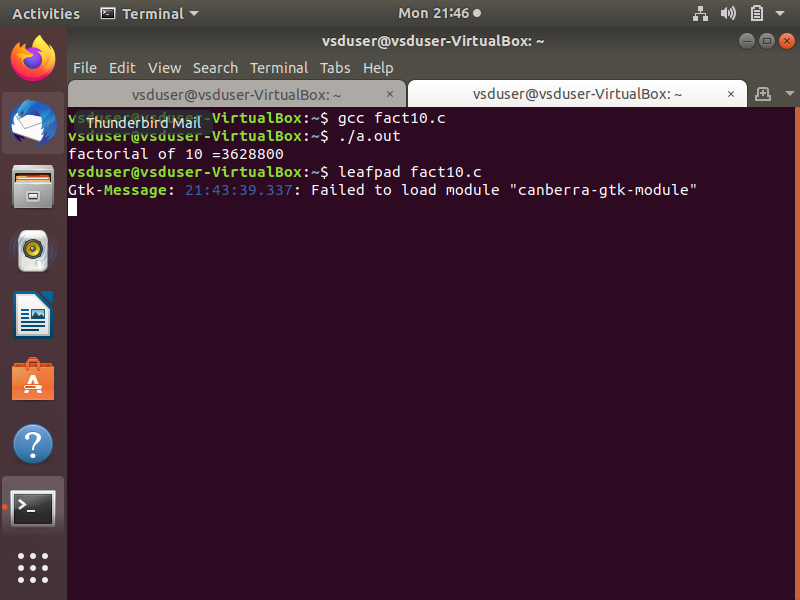 Activities Terminal Mon 21:46
vsduser@vsduser-VirtualBox: ~
File Edit View Search Terminal Tabs Help
vsduser@vsduser-VirtualBox: ~ × vsduser@vsduser-VirtualBox: ~ ×
vsduser@vsduser-VirtualBox:~$ gcc fact10.c
Thunderbird Mail
vsduser@vsduser-VirtualBox:~$ ./a.out
factorial of 10 =3628800
vsduser@vsduser-VirtualBox:~$ leafpad fact10.c
Gtk-Message: 21:43:39.337: Failed to load module "canberra-gtk-module"